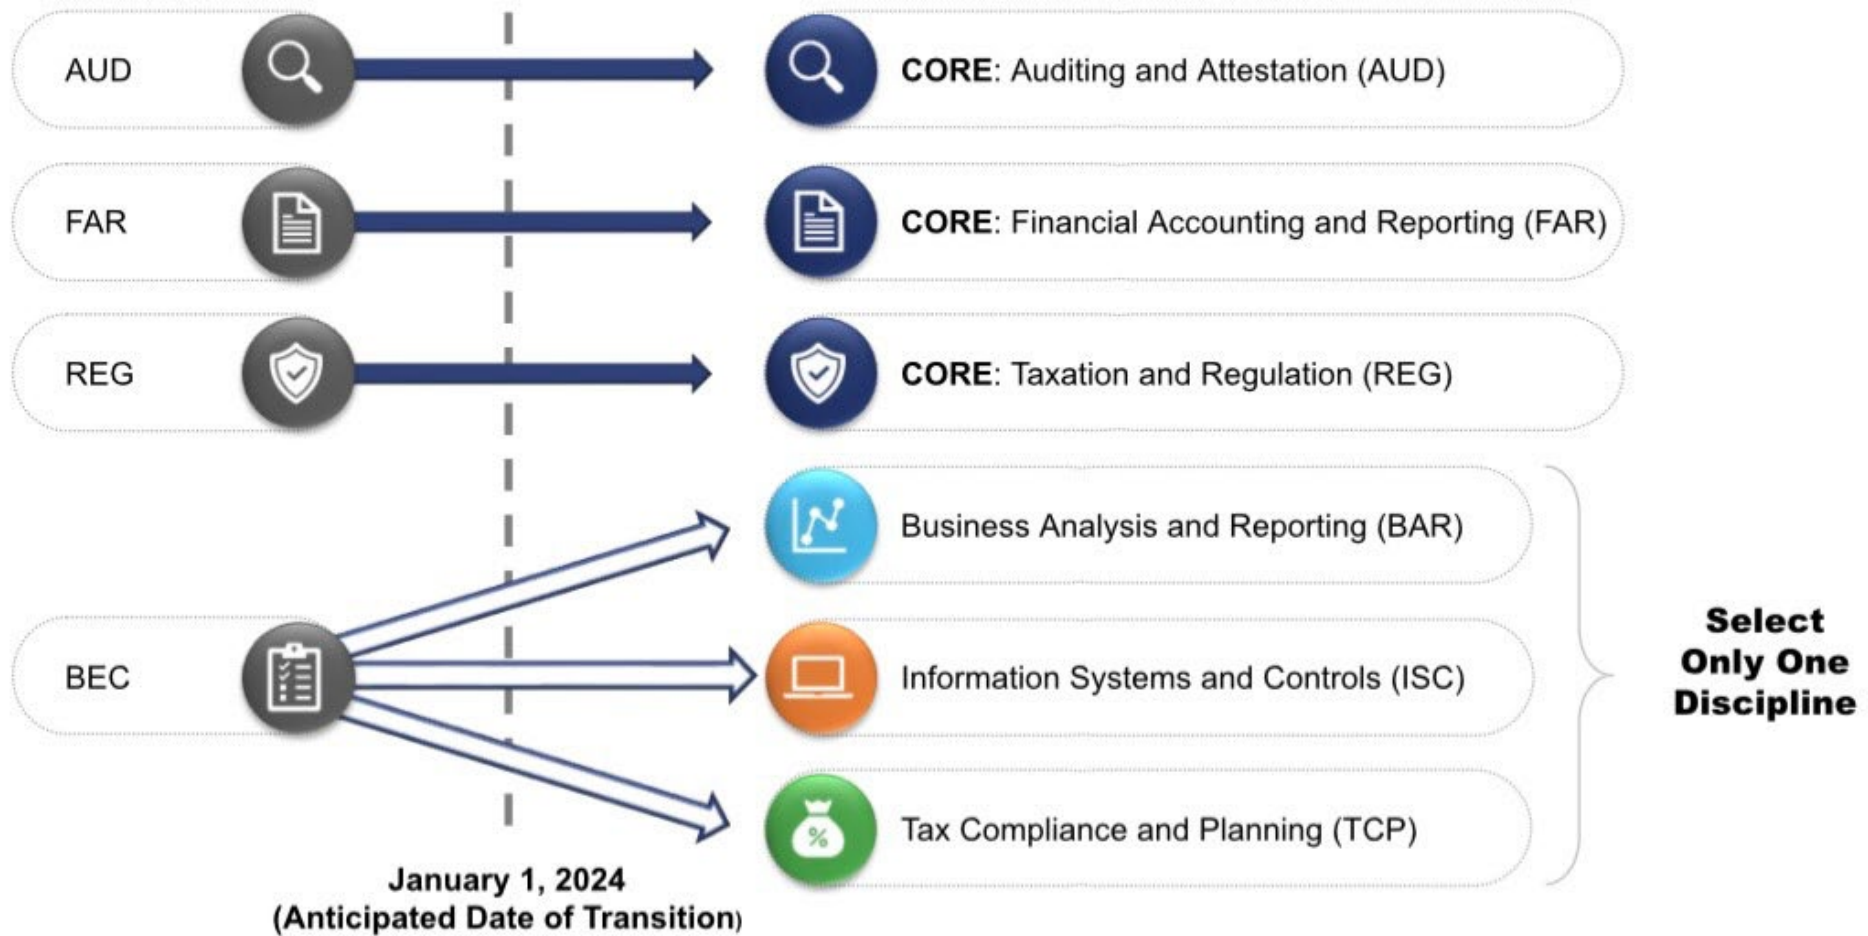 AUD
CORE: Auditing and Attestation (AUD)
FAR
CORE: Financial Accounting and Reporting (FAR)
REG
CORE: Taxation and Regulation (REG)
Business Analysis and Reporting (BAR)
BEC
Information Systems and Controls (ISC)
Tax Compliance and Planning (TCP)
%
Select
Only One
Discipline
January 1, 2024
(Anticipated Date of Transition)